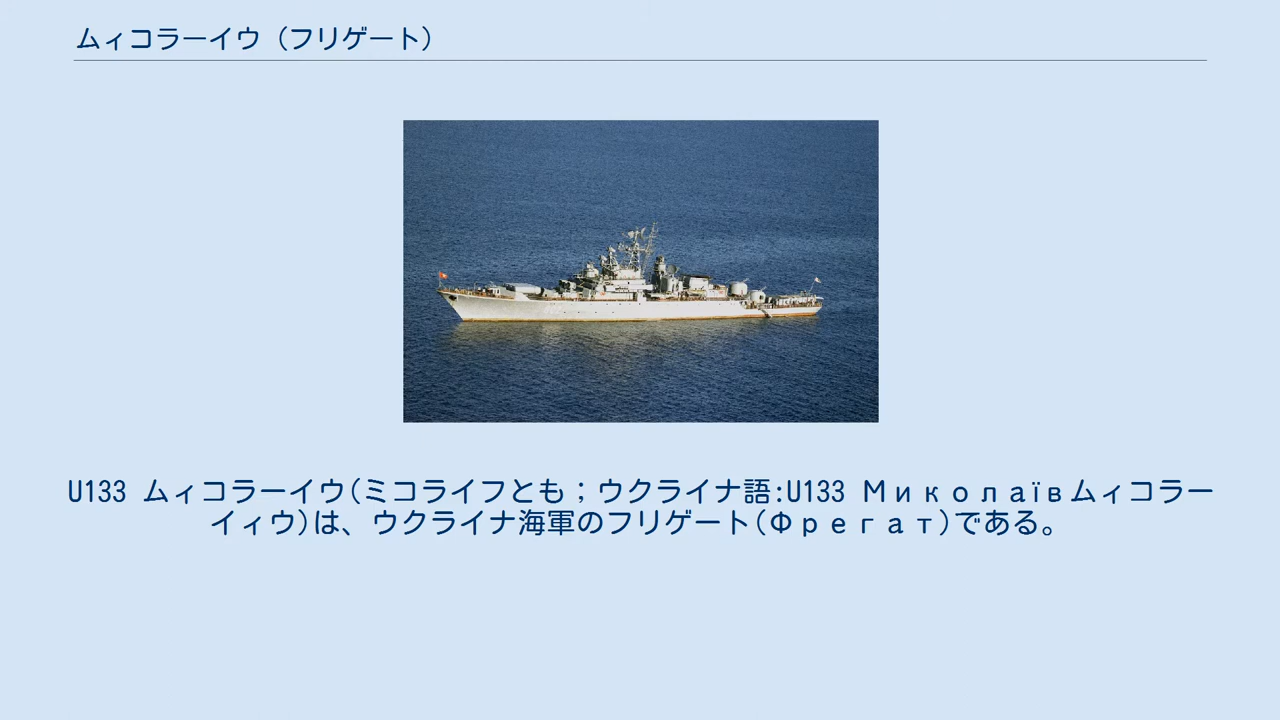 ムィコラーイウ（フリゲート）
U133 ムィコラーイウ(ミコライフとも；ウクライナ語:U133 Миколаївムィコラー
イィウ)は、ウクライナ海軍のフリゲート(Фрегат)である。